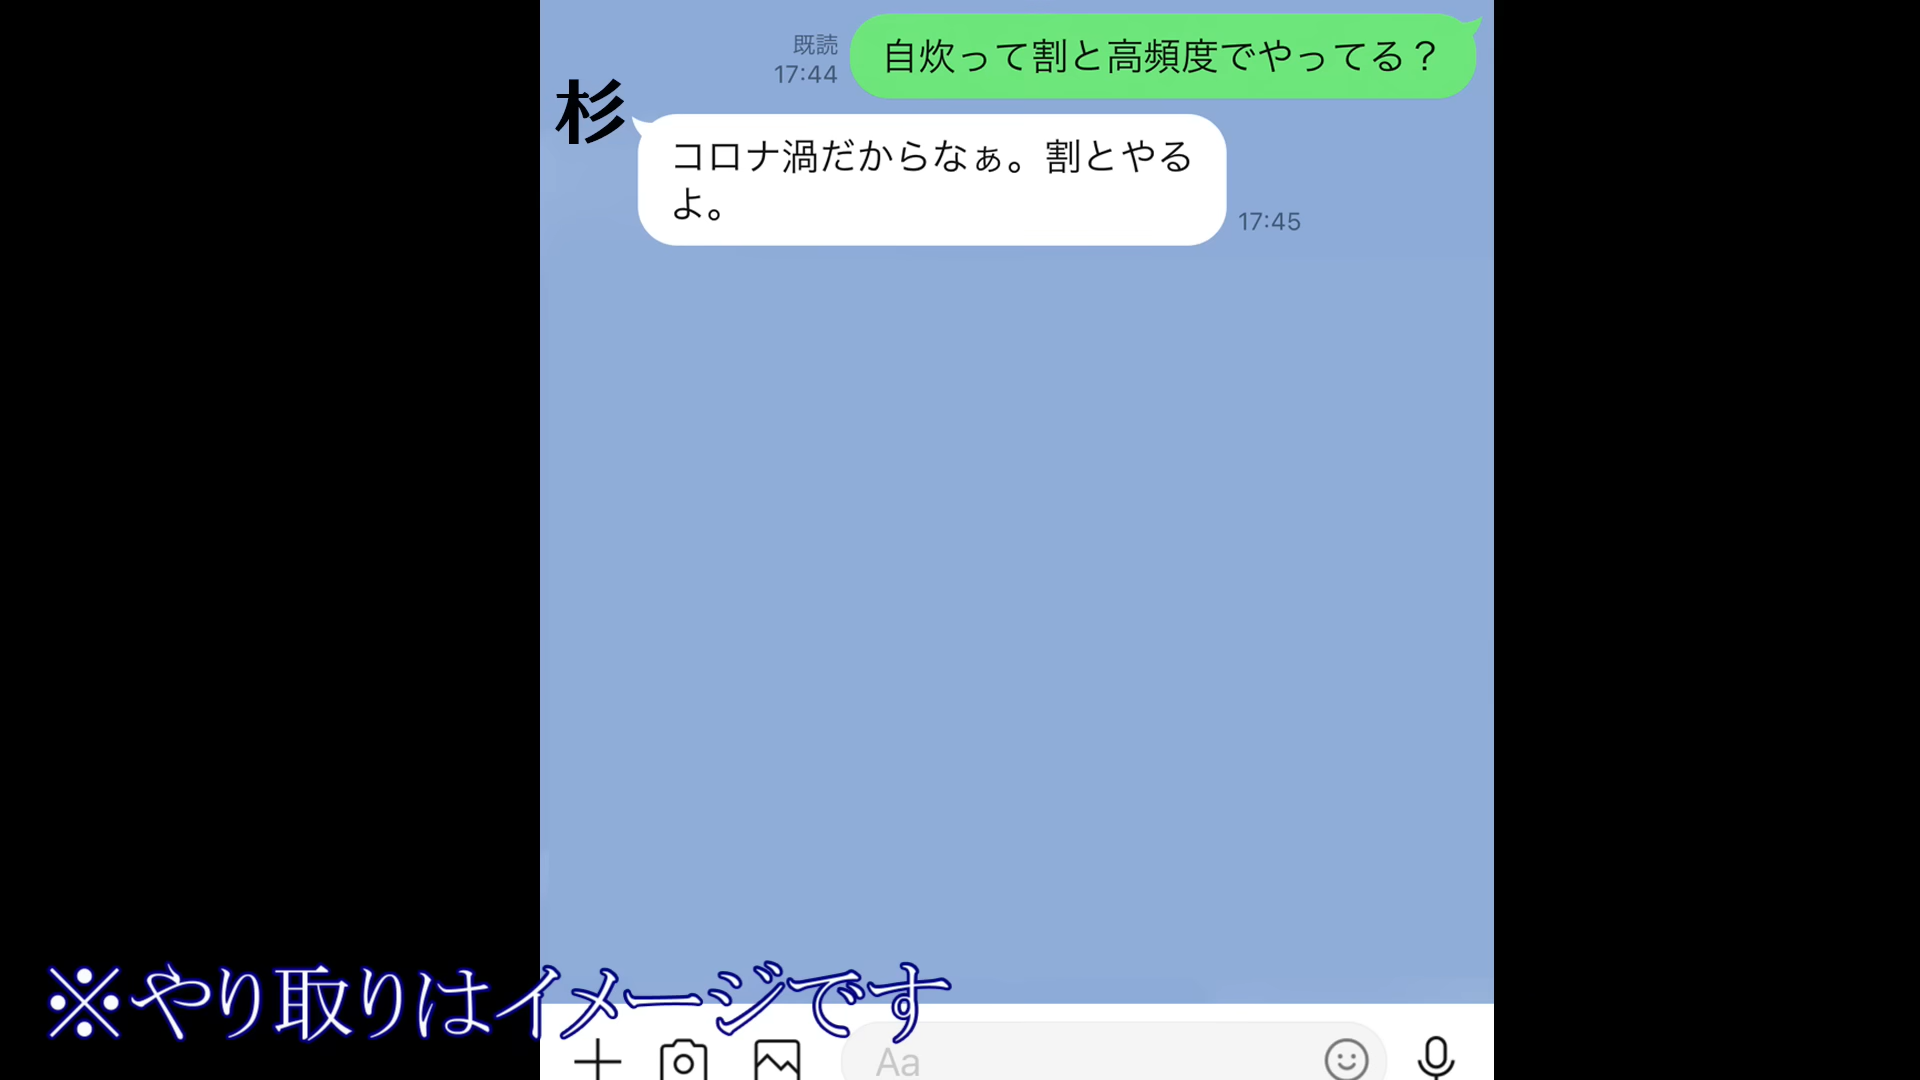 自炊って割と高頻度でやってる？
既読
17:44
杉
コロナ渦だからなぁ。割とやる
よ。
17:45
※やり取りはイメージです
Aa